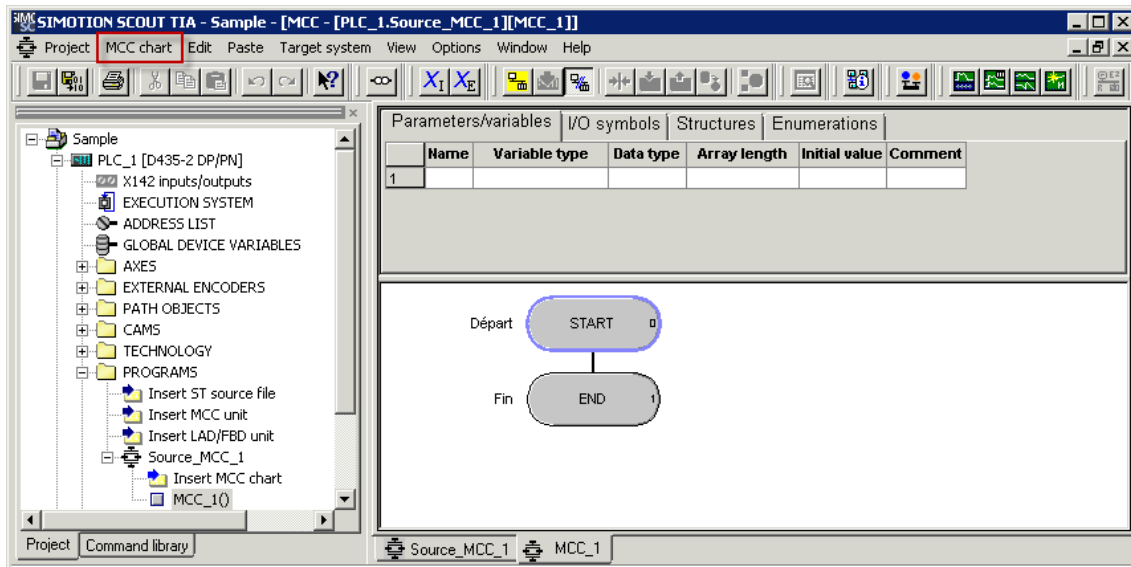 SIMOTION SCOUT TIA - Sample - [MCC - [PLC_1.Source_MCC_1][MCC_1]]
Project MCC chart Edit Paste Target system View Options Window Help
Sample
PLC_1 [D435-2 DP/PN]
X142 inputs/outputs
EXECUTION SYSTEM
ADDRESS LIST
GLOBAL DEVICE VARIABLES
AXES
EXTERNAL ENCODERS
PATH OBJECTS
CAMS
TECHNOLOGY
PROGRAMS
Insert ST source file
Insert MCC unit
Insert LAD/FBD unit
Source_MCC_1
Insert MCC chart
MCC_1()
Project Command library
Parameters/variables I/O symbols Structures Enumerations
Name Variable type Data type Array length Initial value Comment
1
Départ START 0
Fin END 1
Source_MCC_1 MCC_1